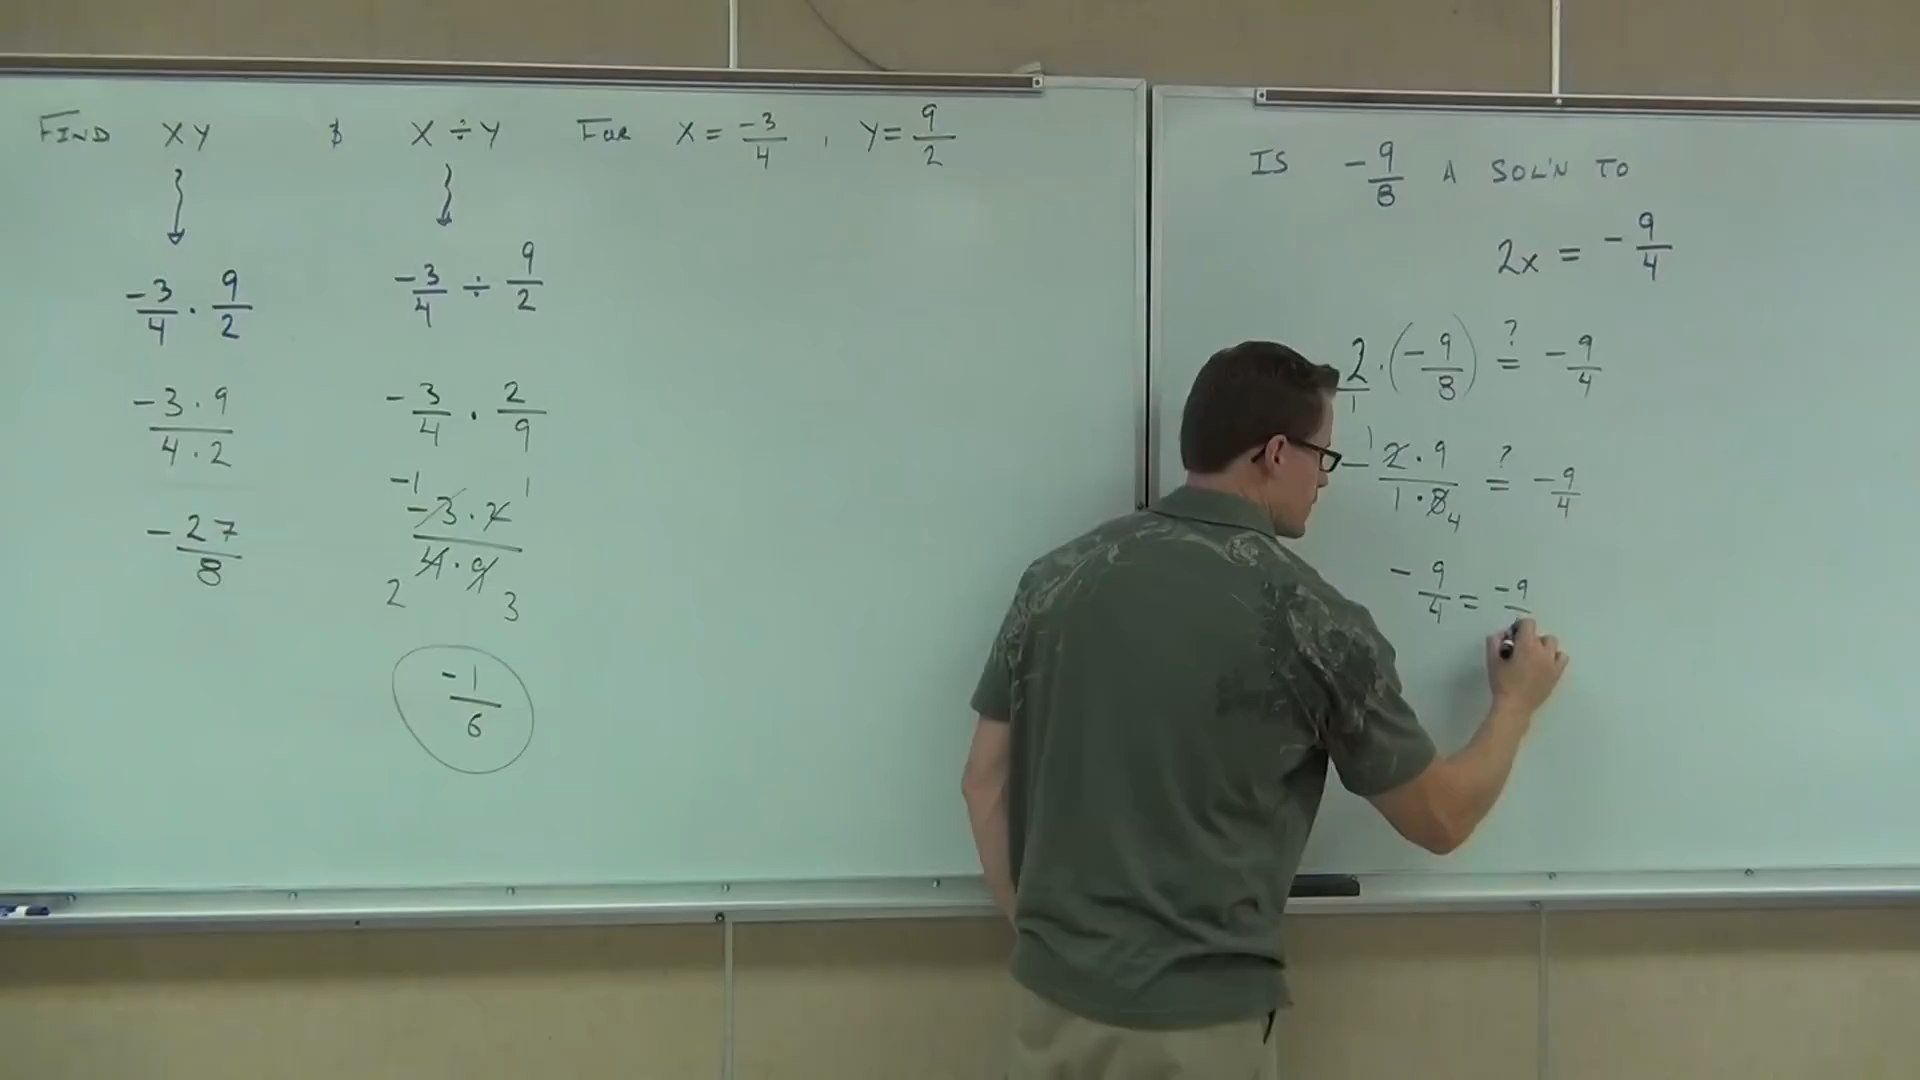 FIND XY & X ÷ Y FOR X = -3/4 , Y = 9/2
-3/4 · 9/2
-3 · 9 / 4 · 2
-27/8
-3/4 ÷ 9/2
-3/4 · 2/9
-1 1
-3 · 2 / 4 · 9
2 3
-1/6
IS -9/8 A SOL'N TO
2x = -9/4
2/1 · (-9/8) ?= -9/4
1
- 2 · 9 / 1 · 8 ?= -9/4
4
-9/4 = -9/